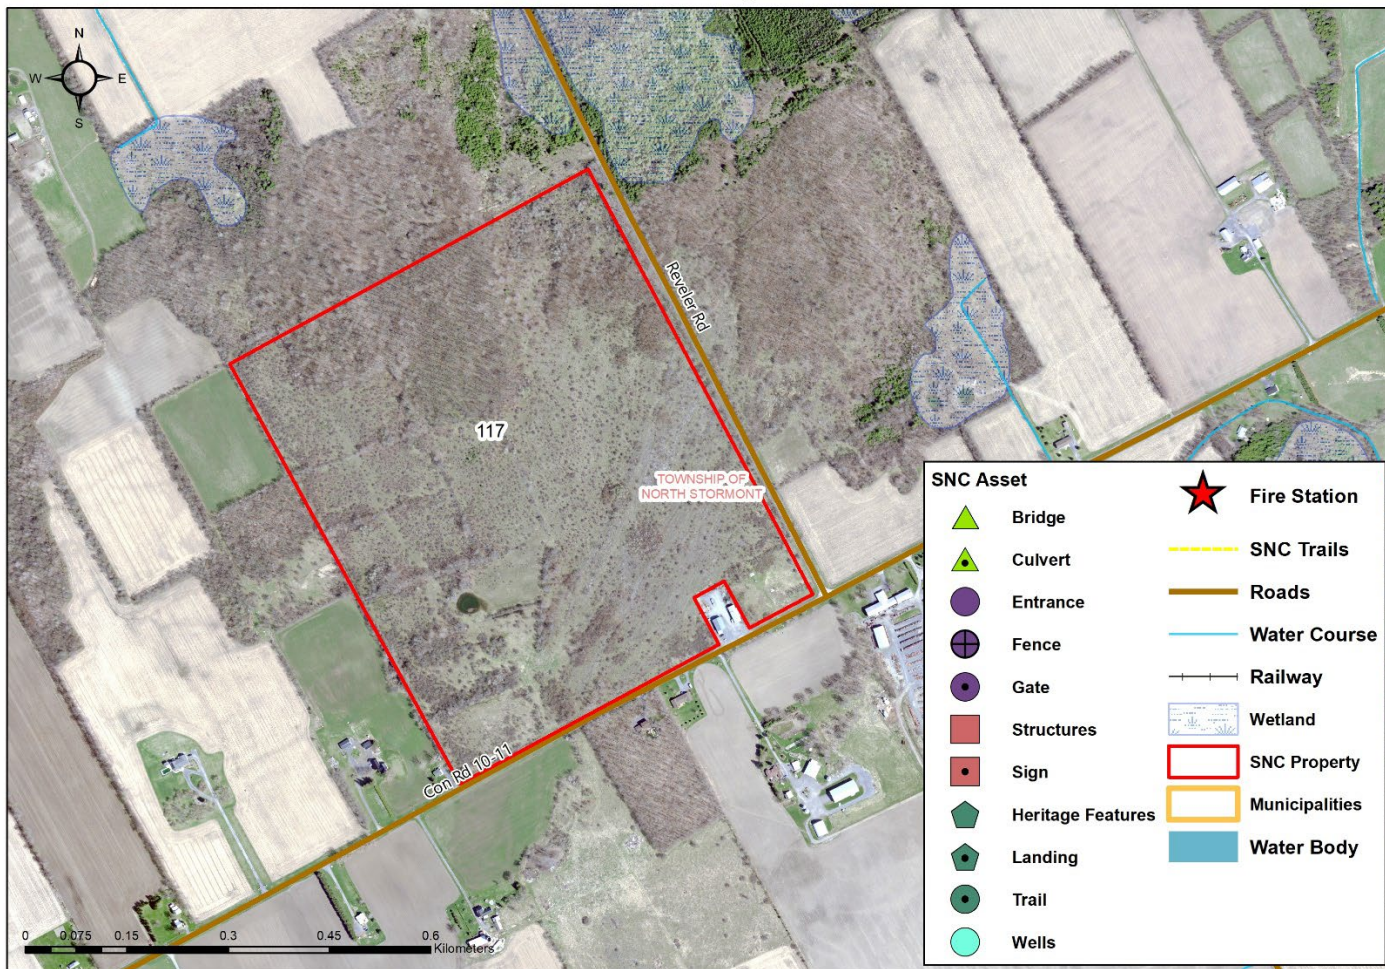 N
W E
S
Reveler Rd
117
TOWNSHIP OF
NORTH STORMONT
Con Rd 10-11
SNC Asset
Bridge
Culvert
Entrance
Fence
Gate
Structures
Sign
Heritage Features
Landing
Trail
Wells
Fire Station
SNC Trails
Roads
Water Course
Railway
Wetland
SNC Property
Municipalities
Water Body
0 0.075 0.15 0.3 0.45 0.6
Kilometers